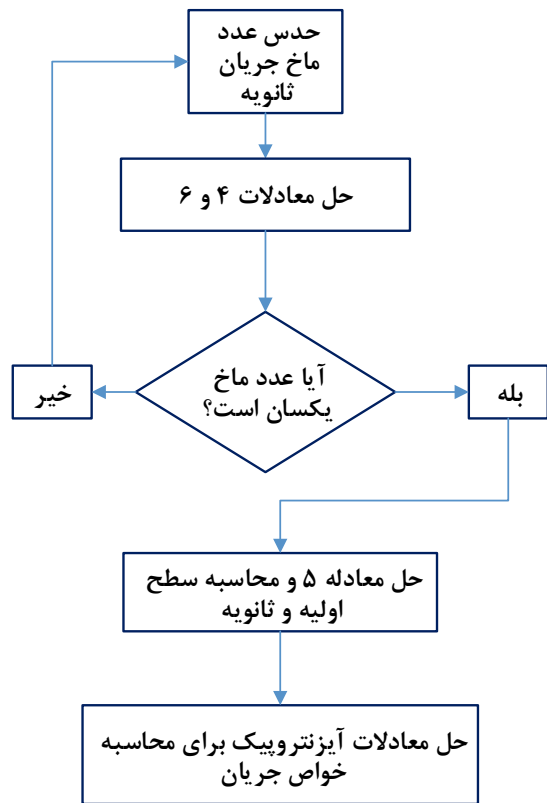 حدس عدد
ماخ جریان
ثانویه
حل معادلات ۴ و ۶
آیا عدد ماخ
یکسان است؟
خیر
بله
حل معادله ۵ و محاسبه سطح
اولیه و ثانویه
حل معادلات آیزنتروپیک برای محاسبه
خواص جریان